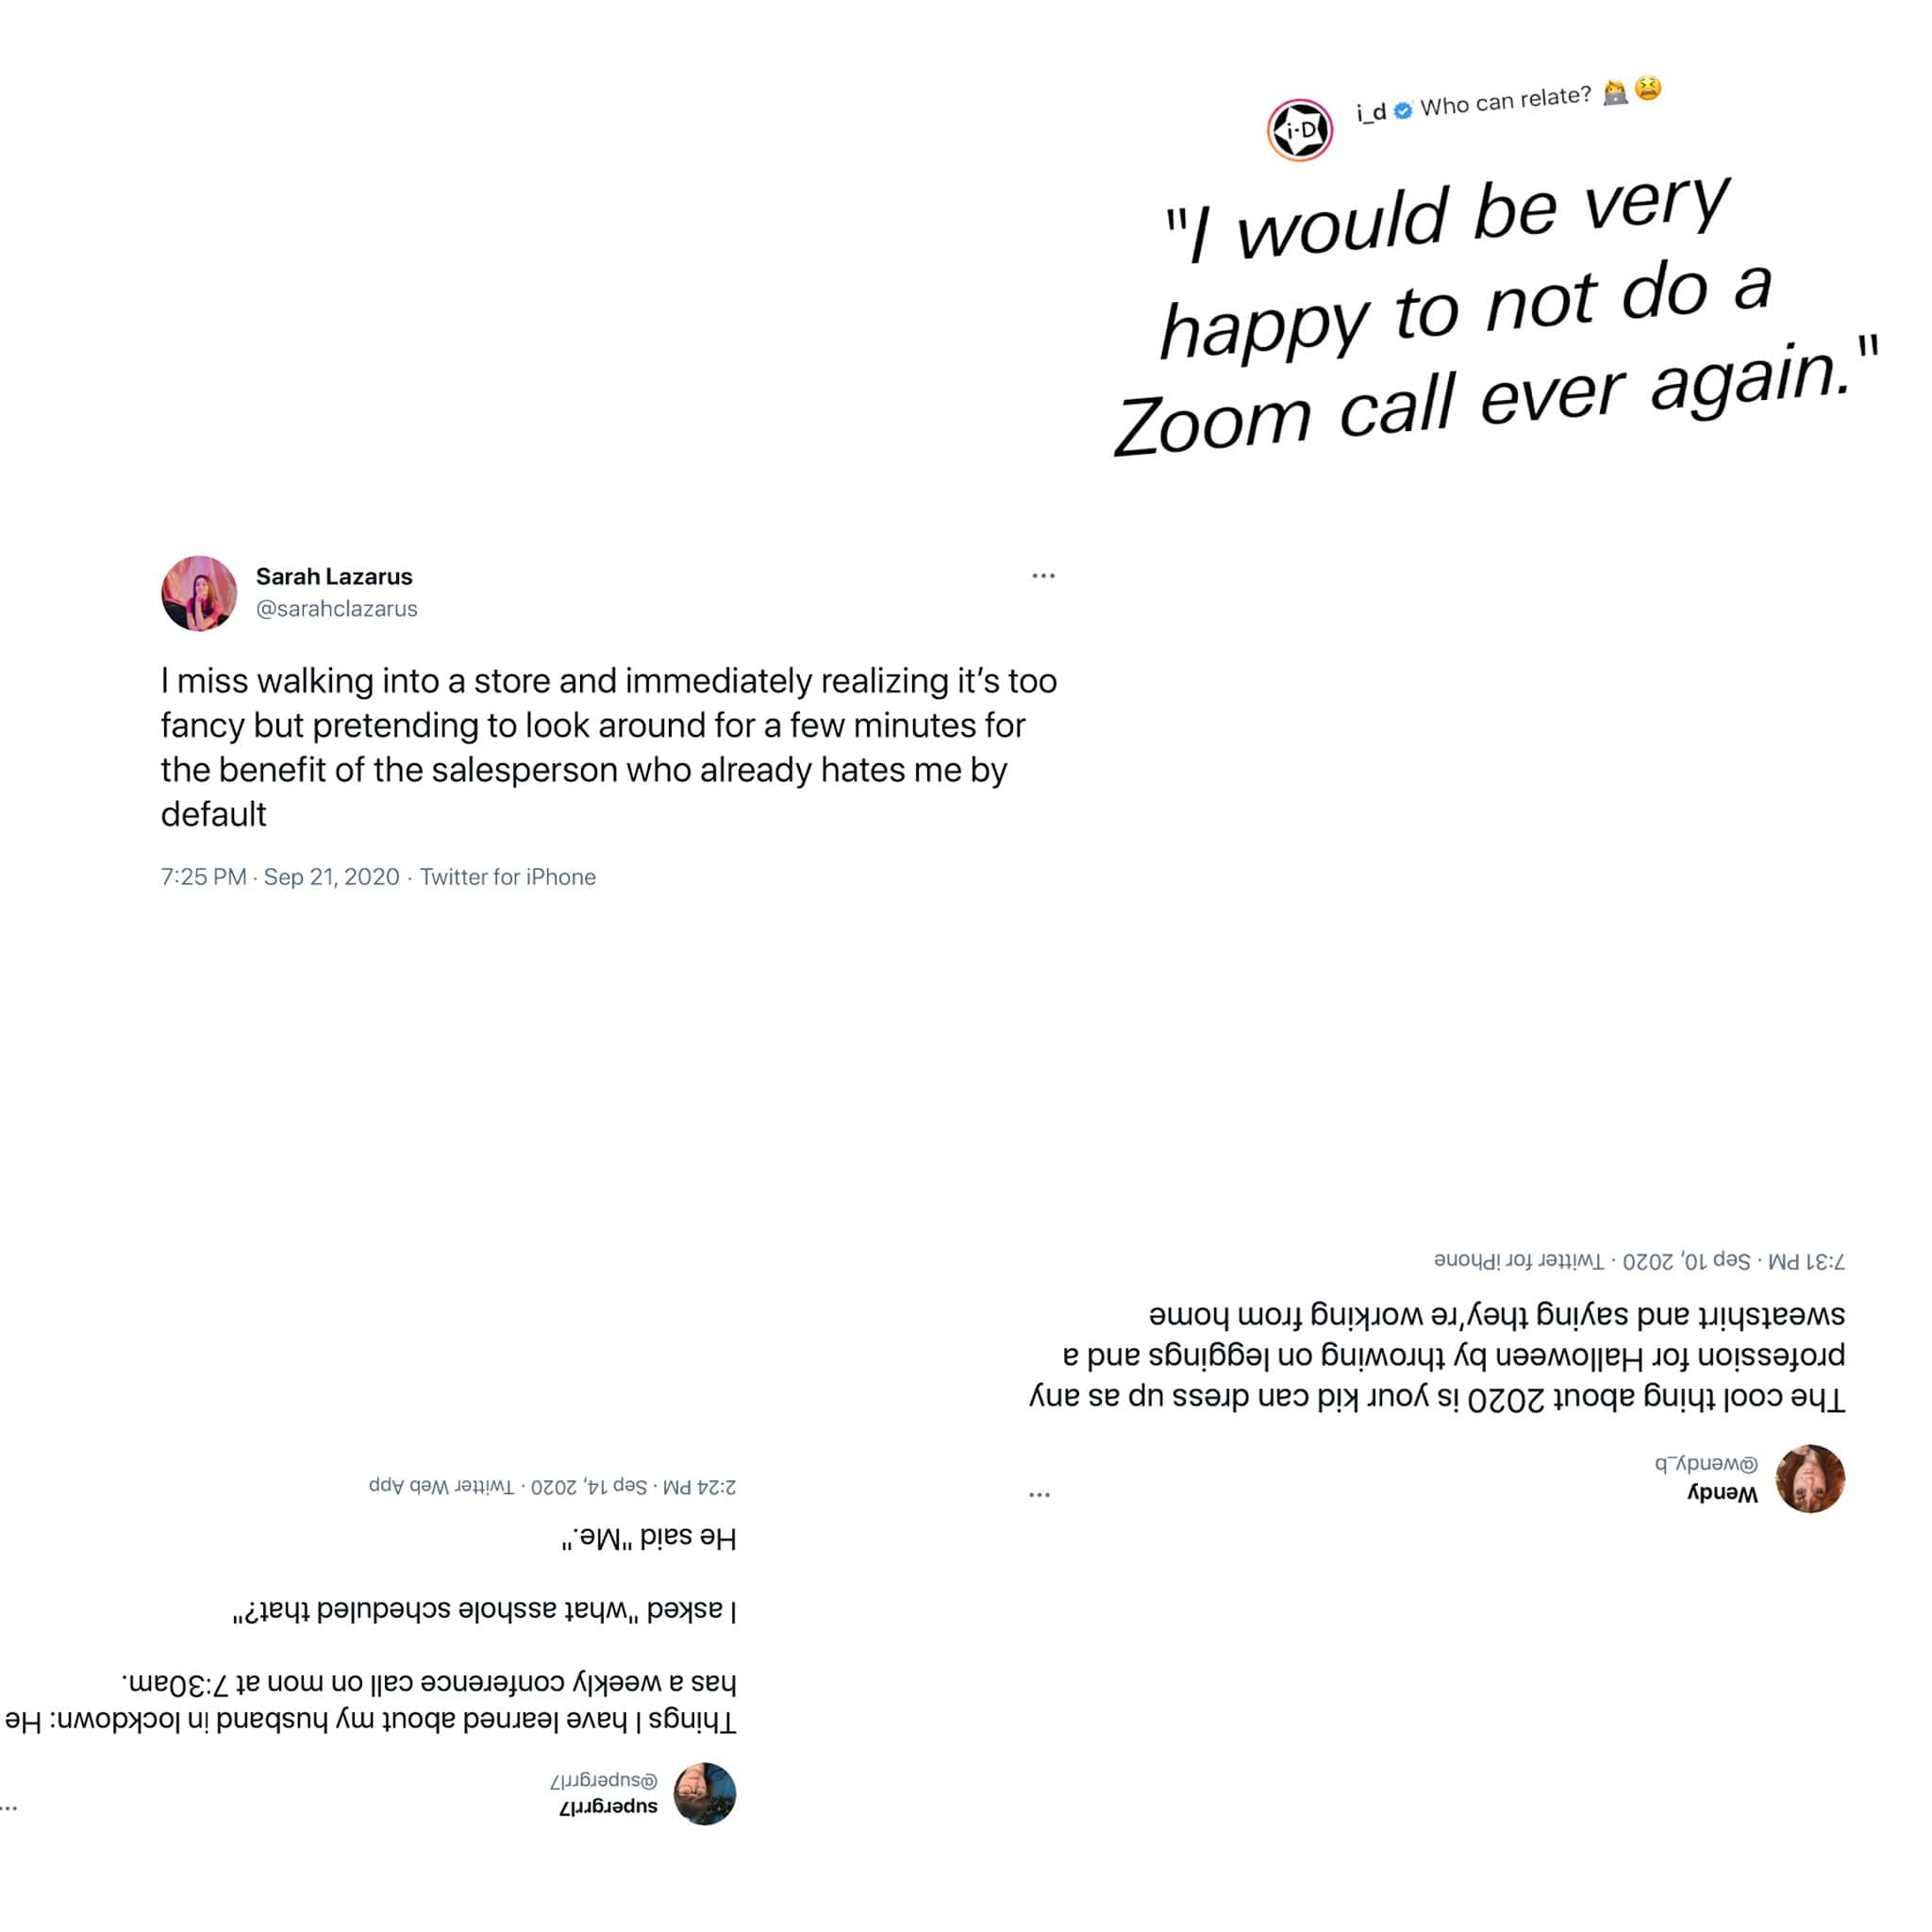 i-D
i_d Who can relate? 👩‍💻😫
"I would be very
happy to not do a
Zoom call ever again."
Sarah Lazarus
@sarahclazarus
I miss walking into a store and immediately realizing it's too
fancy but pretending to look around for a few minutes for
the benefit of the salesperson who already hates me by
default
7:25 PM · Sep 21, 2020 · Twitter for iPhone
Wendy
@wendy_b
The cool thing about 2020 is your kid can dress up as any
profession for Halloween by throwing on leggings and a
sweatshirt and saying they're working from home
7:31 PM · Sep 10, 2020 · Twitter for iPhone
supergrrl7
@supergrrl7
Things I have learned about my husband in lockdown: He
has a weekly conference call on mon at 7:30am.
I asked "what asshole scheduled that?"
He said "Me."
2:24 PM · Sep 14, 2020 · Twitter Web App